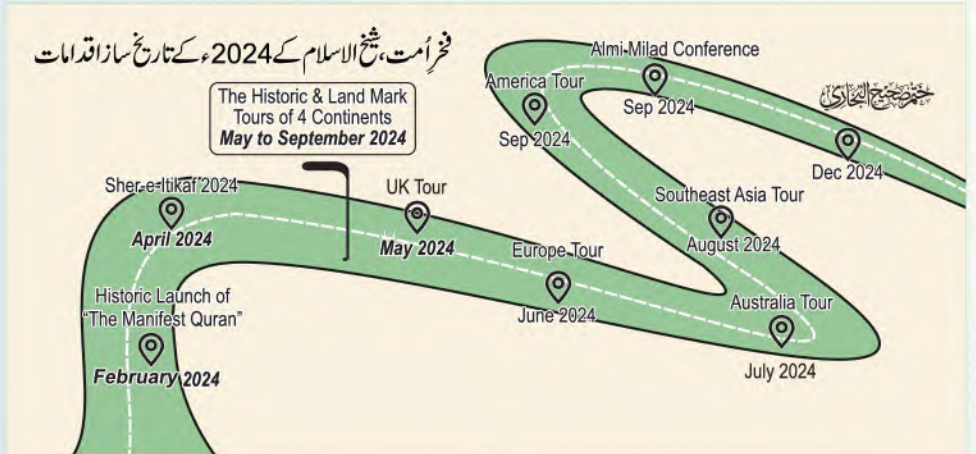 فخرِ اُمت، شیخ الاسلام کے 2024ء کے تاریخ ساز اقدامات
The Historic & Land Mark
Tours of 4 Continents
May to September 2024
Almi Milad Conference
Sep 2024
America Tour
Sep 2024
ختم صحیح البخاری
Dec 2024
Sher-e-Itikaf 2024
April 2024
UK Tour
May 2024
Southeast Asia Tour
August 2024
Europe Tour
June 2024
Historic Launch of
“The Manifest Quran”
February 2024
Australia Tour
July 2024